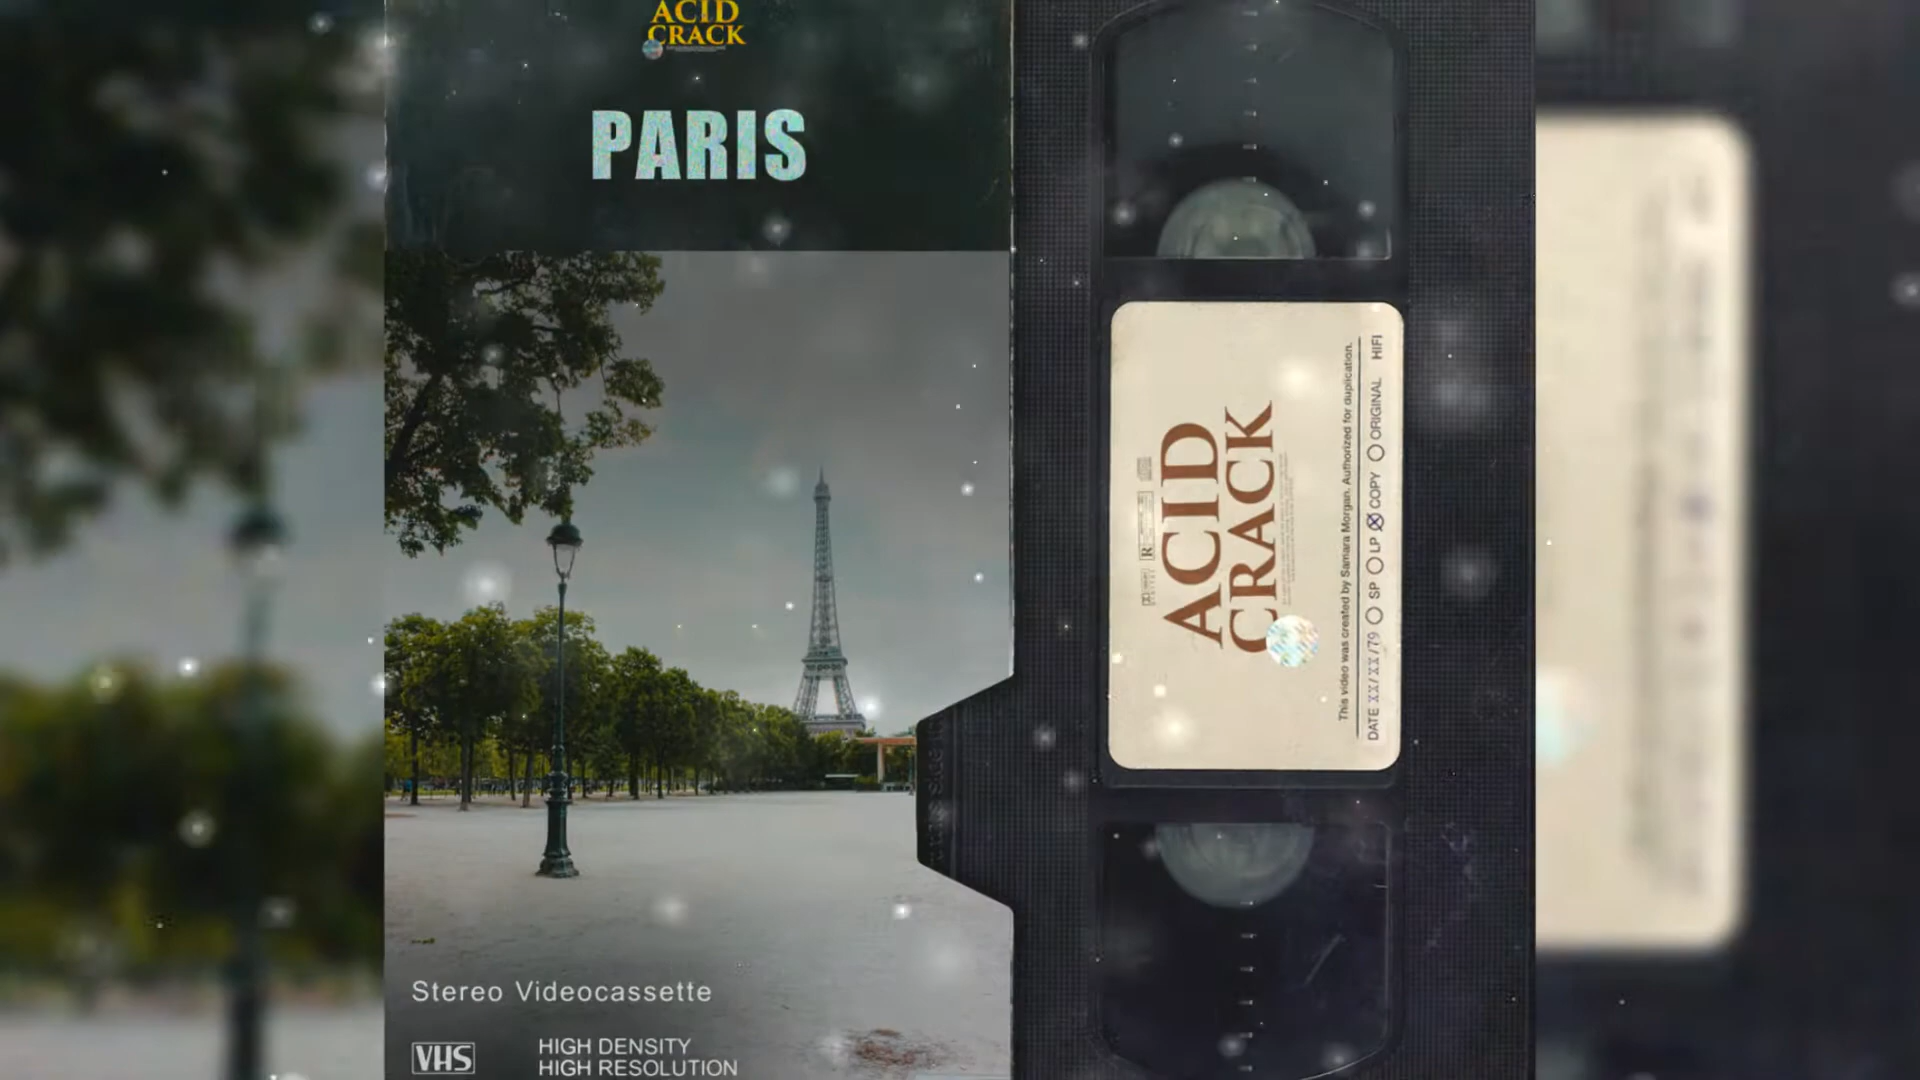 ACID
CRACK
PARIS
Stereo Videocassette
VHS
HIGH DENSITY
HIGH RESOLUTION
R
ACID
CRACK
This video was created by Samara Morgan. Authorized for duplication.
DATE XX/XX/79 SP LP COPY ORIGINAL HIFI